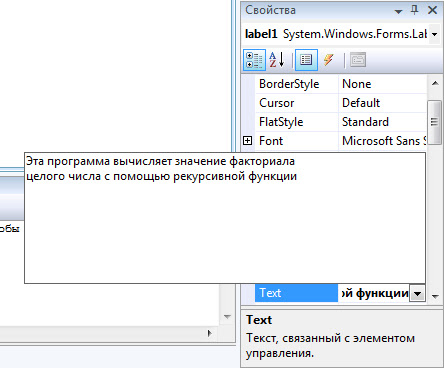 Свойства
label1 System.Windows.Forms.Lab
BorderStyle None
Cursor Default
FlatStyle Standard
Font Microsoft Sans S
Эта программа вычисляет значение факториала
целого числа с помощью рекурсивной функции
обы
Text ой функции
Text
Текст, связанный с элементом
управления.